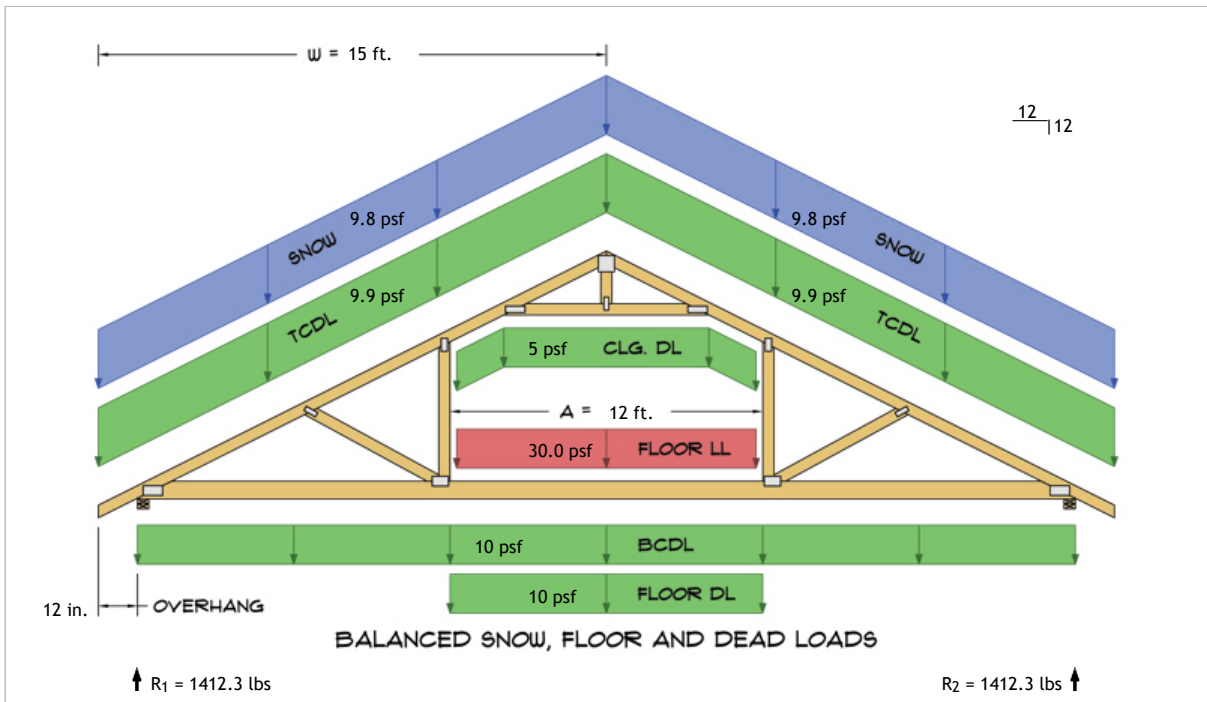 W = 15 ft.
12
12
9.8 psf
9.8 psf
SNOW
SNOW
9.9 psf
9.9 psf
TCDL
TCDL
5 psf CLG. DL
A = 12 ft.
30.0 psf FLOOR LL
10 psf BCDL
10 psf FLOOR DL
12 in. OVERHANG
BALANCED SNOW, FLOOR AND DEAD LOADS
R1 = 1412.3 lbs
R2 = 1412.3 lbs